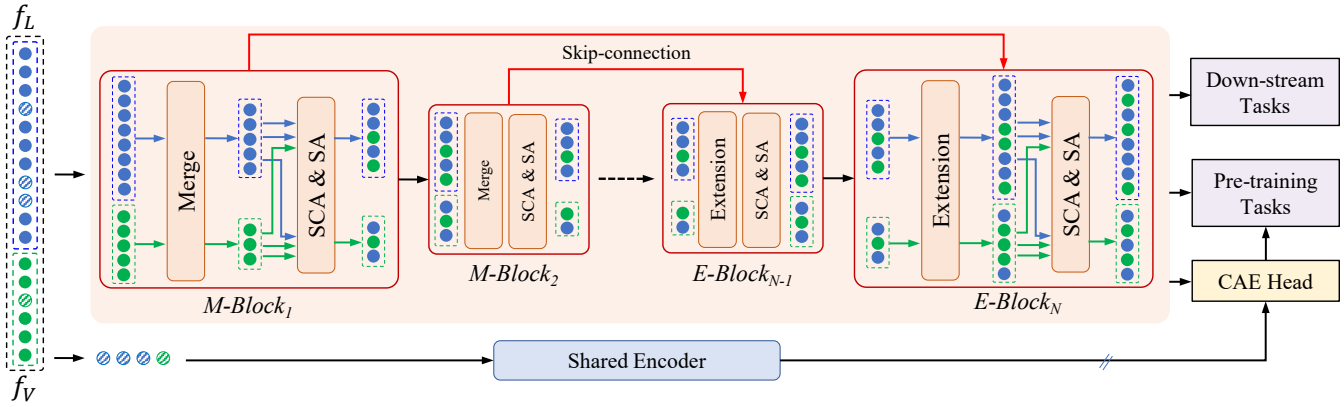 f_L
Skip-connection
Merge
SCA & SA
M-Block_1
Merge
SCA & SA
M-Block_2
Extension
SCA & SA
E-Block_{N-1}
Extension
SCA & SA
E-Block_N
Down-stream
Tasks
Pre-training
Tasks
CAE Head
Shared Encoder
f_V